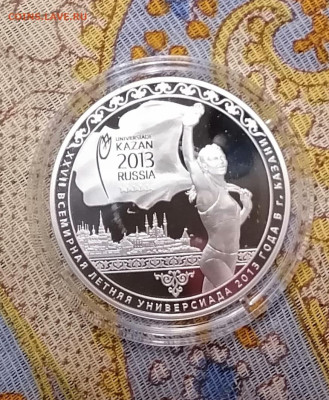 COINS.LAVE.RU
UNIVERSIADE
KAZAN
2013
RUSSIA
XXVII ВСЕМИРНАЯ ЛЕТНЯЯ УНИВЕРСИАДА 2013 ГОДА В Г. КАЗАНИ